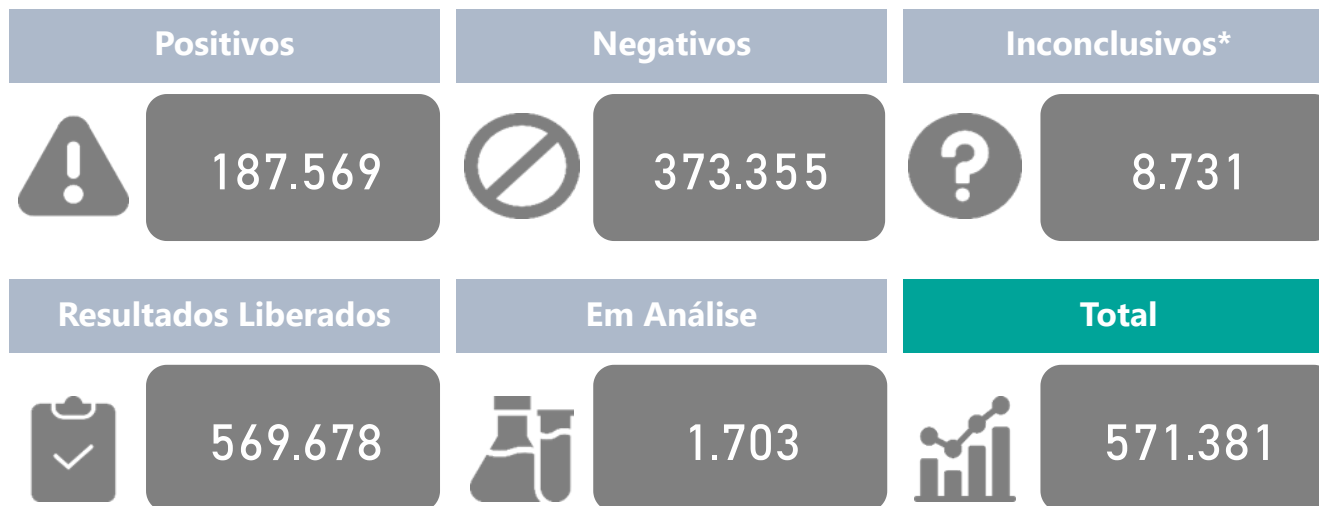 Positivos
Negativos
Inconclusivos*
187.569
373.355
8.731
Resultados Liberados
Em Análise
Total
569.678
1.703
571.381